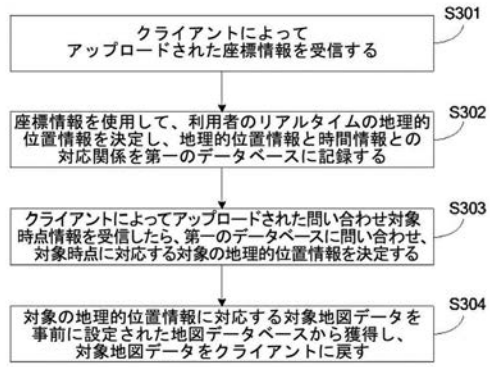 クライアントによって
アップロードされた座標情報を受信する
S301
座標情報を使用して、利用者のリアルタイムの地理的
位置情報を決定し、地理的位置情報と時間情報との
対応関係を第一のデータベースに記録する
S302
クライアントによってアップロードされた問い合わせ対象
時点情報を受信したら、第一のデータベースに問い合わせ、
対象時点に対応する対象の地理的位置情報を決定する
S303
対象の地理的位置情報に対応する対象地図データを
事前に設定された地図データベースから獲得し、
対象地図データをクライアントに戻す
S304